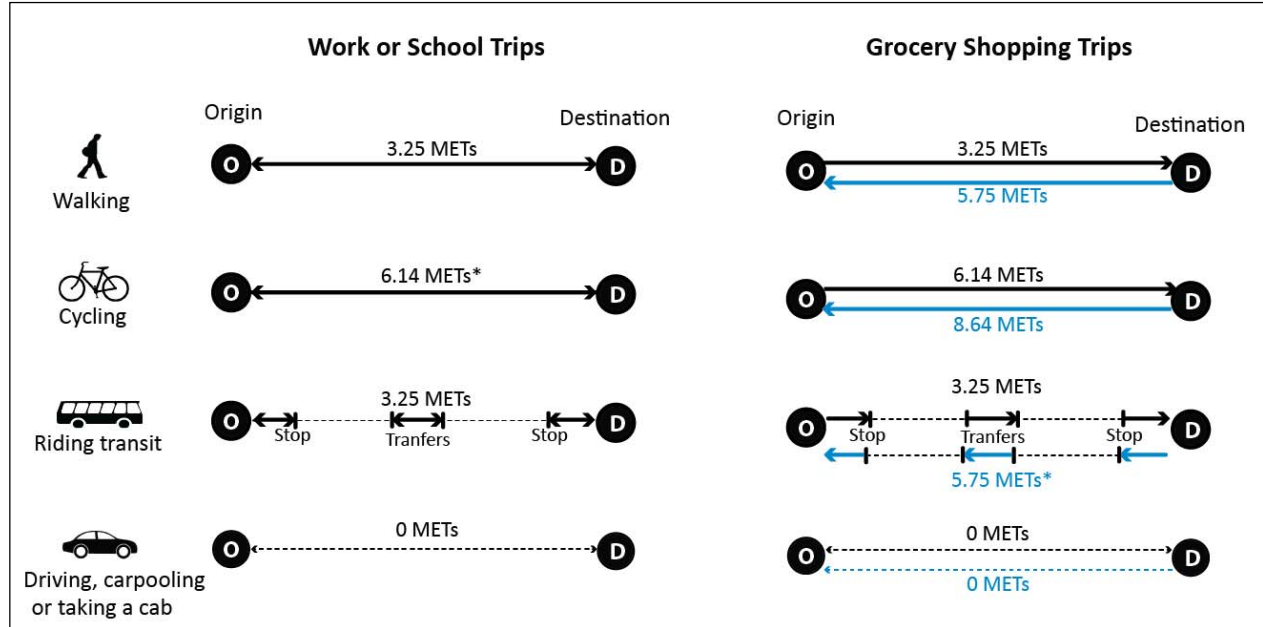 Work or School Trips
Grocery Shopping Trips
Origin
Destination
Origin
Destination
Walking
O
3.25 METs
D
O
3.25 METs
5.75 METs
D
Cycling
O
6.14 METs*
D
O
6.14 METs
8.64 METs
D
Riding transit
O
3.25 METs
Stop
Tranfers
Stop
D
O
3.25 METs
Stop
Tranfers
Stop
5.75 METs*
D
Driving, carpooling
or taking a cab
O
0 METs
D
O
0 METs
0 METs
D